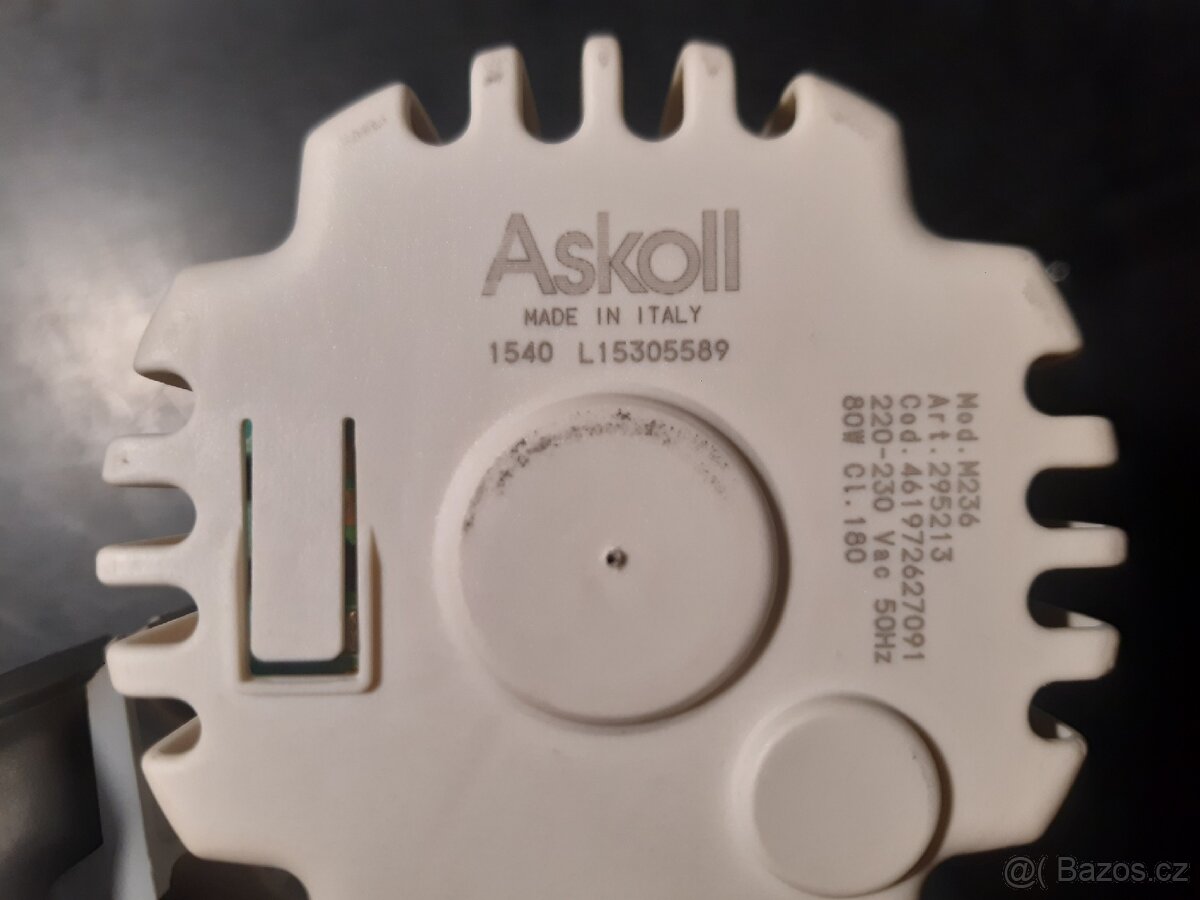 Askoll
MADE IN ITALY
1540 L15305589
Mod.M236
Art.295213
Cod.461972627091
220-230 Vac 50Hz
80W Cl.180
@( Bazos.cz